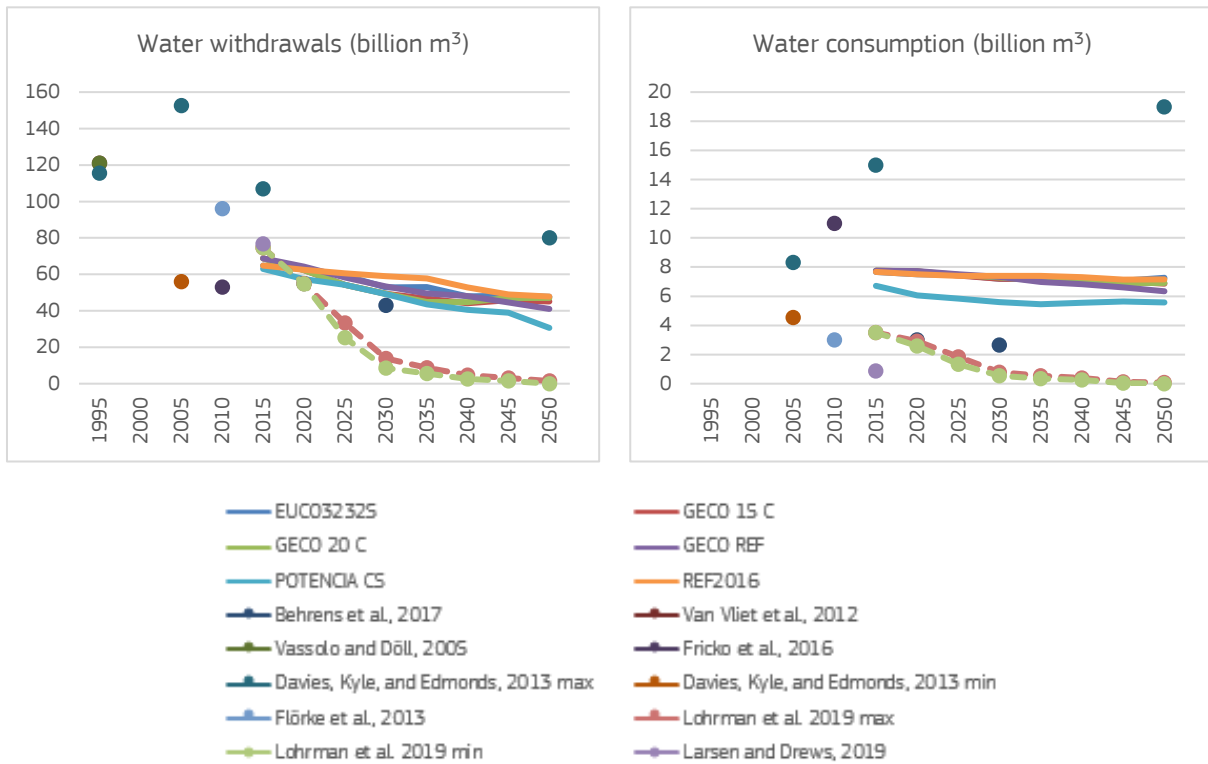 Water withdrawals (billion m³)
160
140
120
100
80
60
40
20
0
1995
2000
2005
2010
2015
2020
2025
2030
2035
2040
2045
2050
Water consumption (billion m³)
20
18
16
14
12
10
8
6
4
2
0
1995
2000
2005
2010
2015
2020
2025
2030
2035
2040
2045
2050
EUCO3232S
GECO 15 C
GECO 20 C
GECO REF
POTENCIA CS
REF2016
Behrens et al., 2017
Van Vliet et al., 2012
Vassolo and Döll, 2005
Fricko et al., 2016
Davies, Kyle, and Edmonds, 2013 max
Davies, Kyle, and Edmonds, 2013 min
Flörke et al., 2013
Lohrman et al. 2019 max
Lohrman et al. 2019 min
Larsen and Drews, 2019